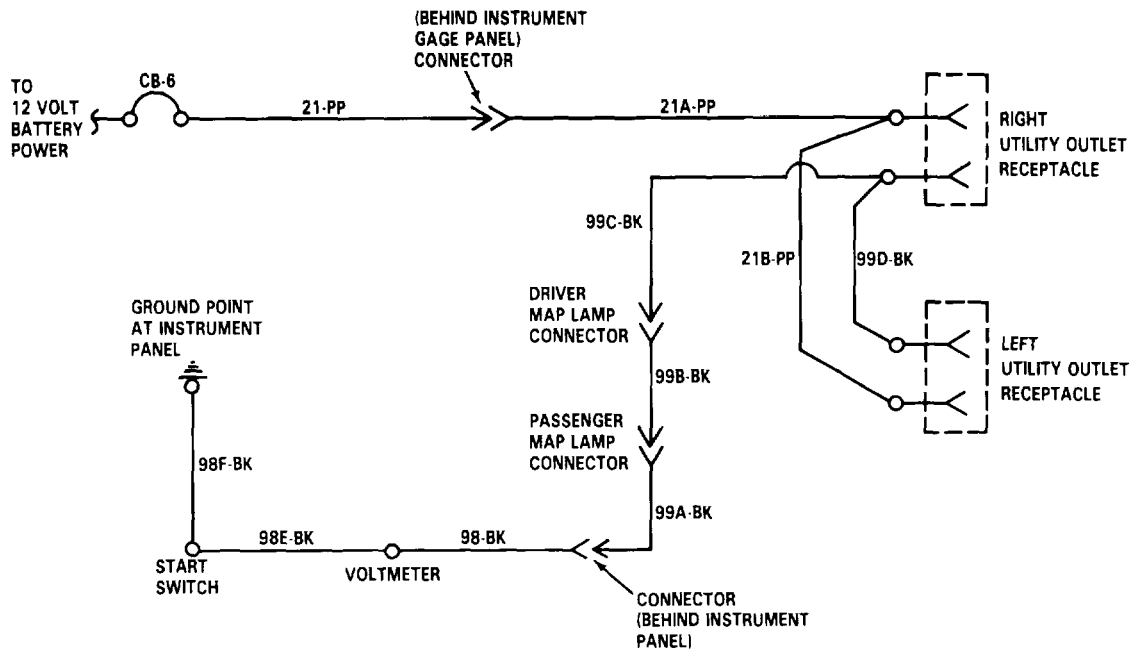 (BEHIND INSTRUMENT
GAGE PANEL)
CONNECTOR
TO
12 VOLT
BATTERY
POWER
CB-6
21-PP
21A-PP
RIGHT
UTILITY OUTLET
RECEPTACLE
99C-BK
21B-PP
99D-BK
DRIVER
MAP LAMP
CONNECTOR
GROUND POINT
AT INSTRUMENT
PANEL
LEFT
UTILITY OUTLET
RECEPTACLE
99B-BK
PASSENGER
MAP LAMP
CONNECTOR
98F-BK
99A-BK
98E-BK
98-BK
START
SWITCH
VOLTMETER
CONNECTOR
(BEHIND INSTRUMENT
PANEL)